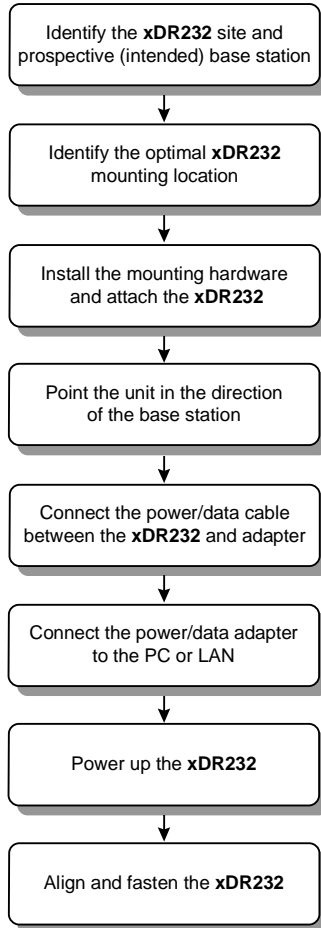 Identify the xDR232 site and
prospective (intended) base station
Identify the optimal xDR232
mounting location
Install the mounting hardware
and attach the xDR232
Point the unit in the direction
of the base station
Connect the power/data cable
between the xDR232 and adapter
Connect the power/data adapter
to the PC or LAN
Power up the xDR232
Align and fasten the xDR232